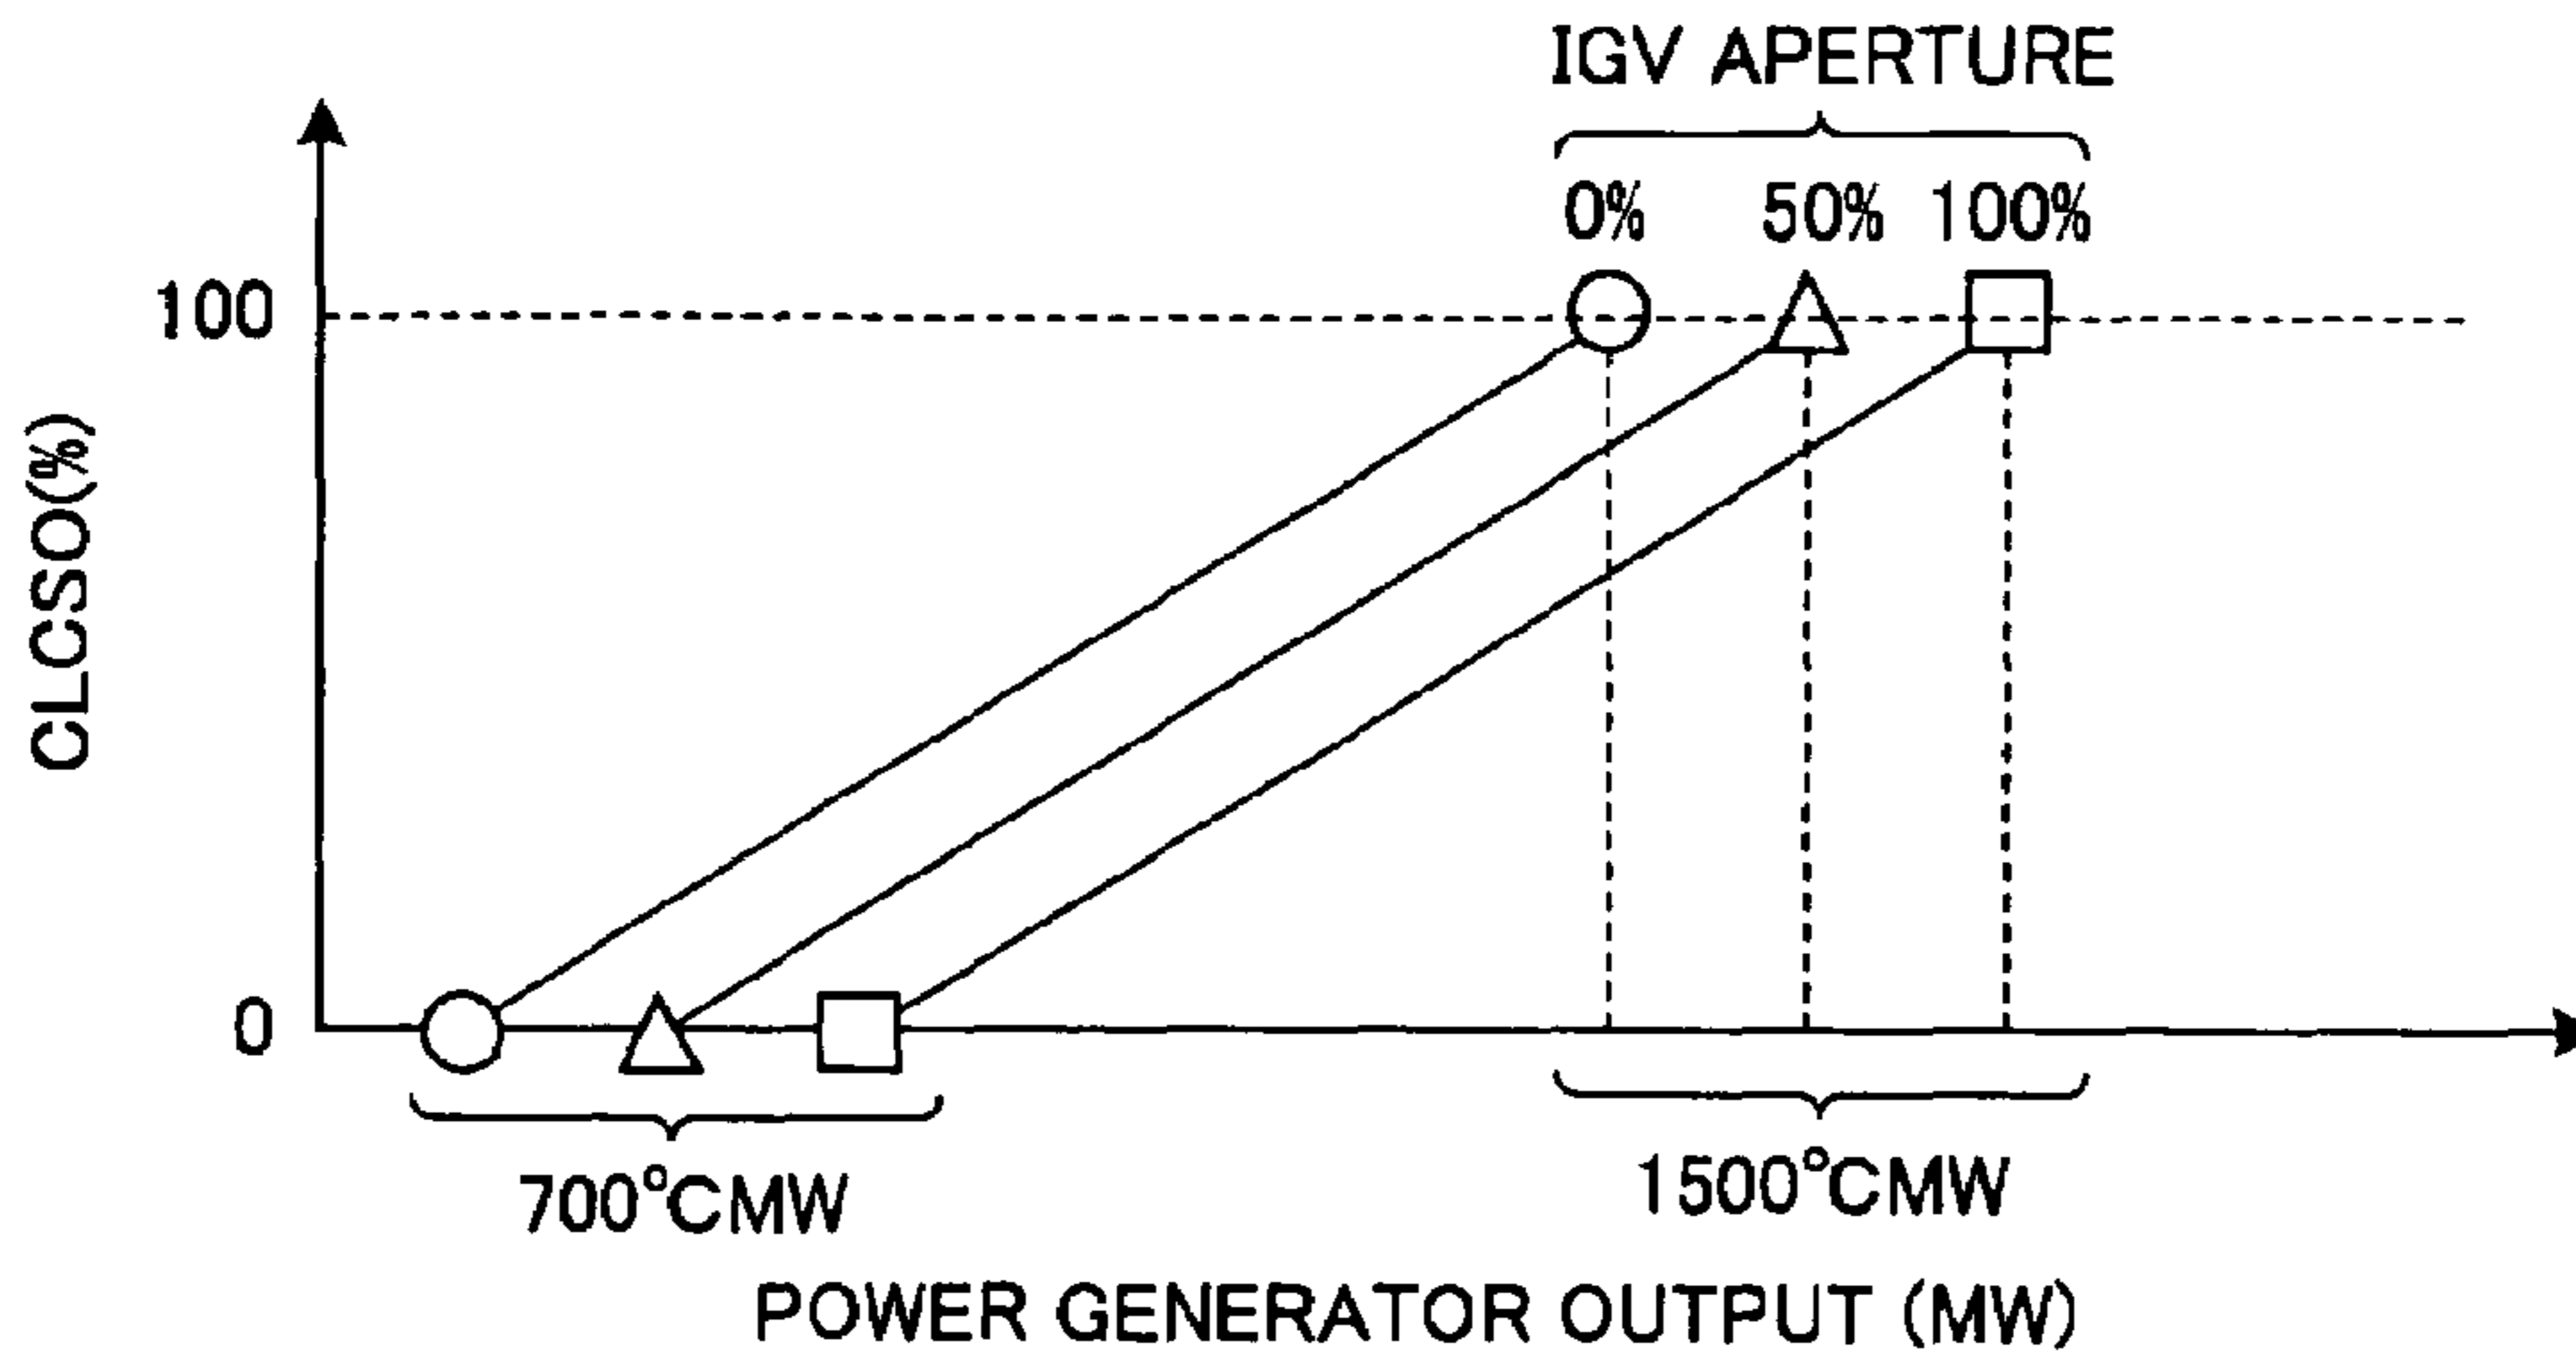 IGV APERTURE
0% 50% 100%
100
CLCSO(%)
0
700°CMW
1500°CMW
POWER GENERATOR OUTPUT (MW)